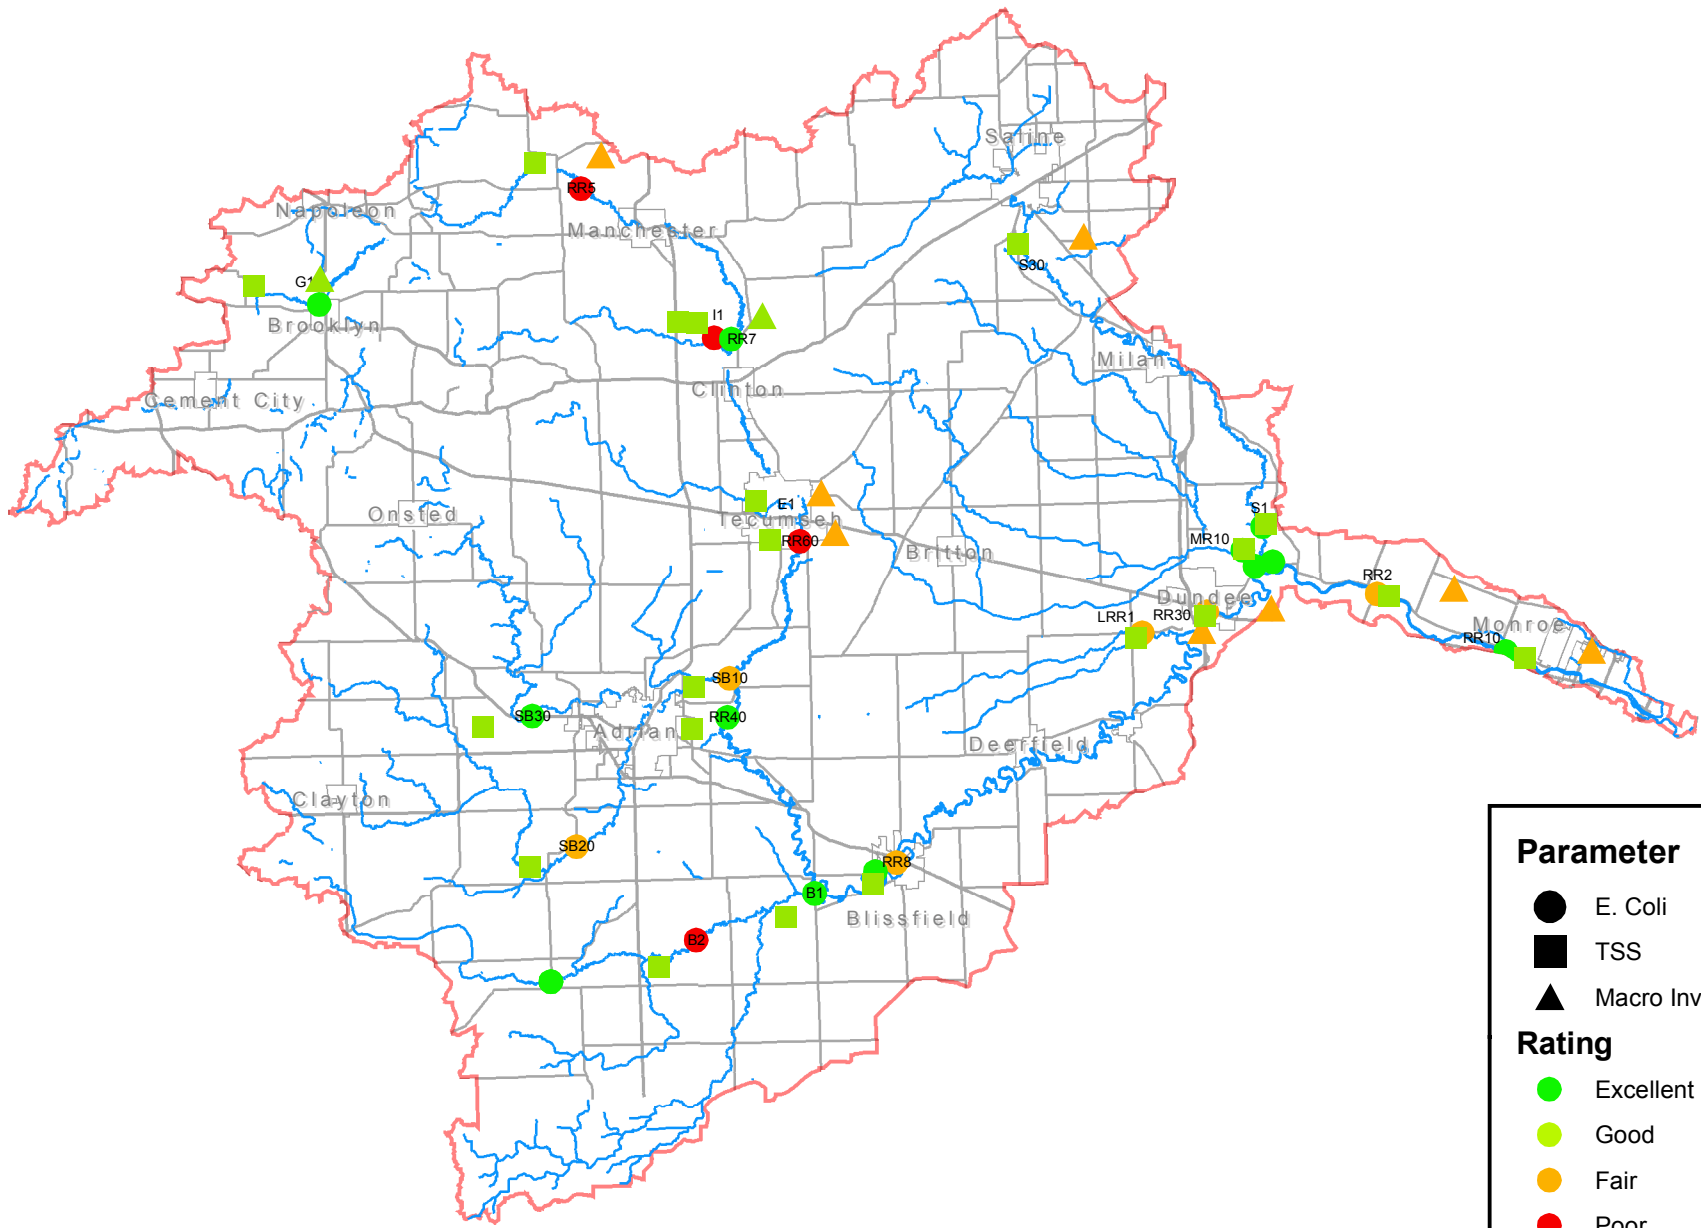 Saline
RR5
Napoleon
Manchester
S30
G1
I1
Brooklyn
RR7
Milan
Clinton
Cement City
E1
S1
Onsted
Tecumseh
RR60
MR10
Britton
RR2
Dundee
LRR1
RR30
Monroe
RR10
SB10
SB30
RR40
Adrian
Deerfield
Clayton
SB20
RR8
B1
Blissfield
B2
Parameter
E. Coli
TSS
Macro Inv
Rating
Excellent
Good
Fair
Poor